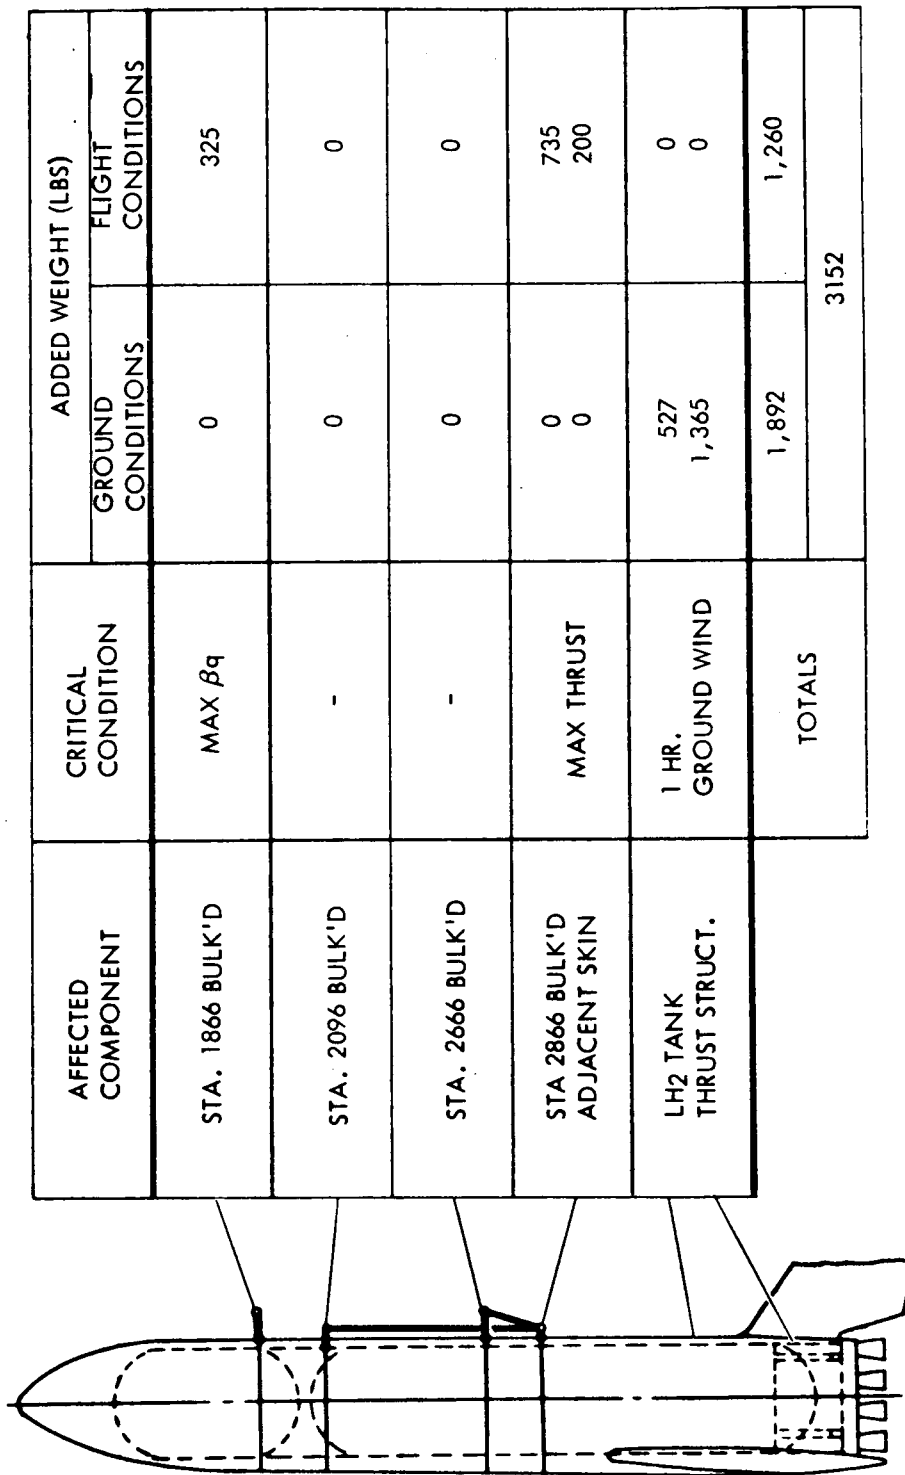 AFFECTED
COMPONENT
CRITICAL
CONDITION
ADDED WEIGHT (LBS)
GROUND
CONDITIONS
FLIGHT
CONDITIONS
STA. 1866 BULK'D
MAX βq
0
325
STA. 2096 BULK'D
-
0
0
STA. 2666 BULK'D
-
0
0
STA 2866 BULK'D
ADJACENT SKIN
MAX THRUST
0
0
735
200
LH2 TANK
THRUST STRUCT.
1 HR.
GROUND WIND
527
1,365
0
0
TOTALS
1,892
1,260
3152